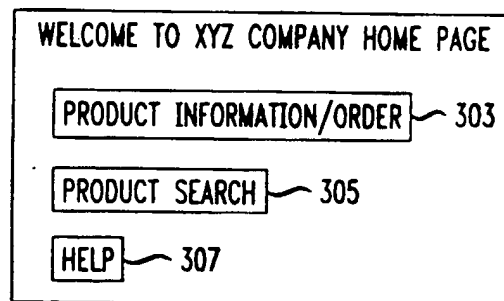 WELCOME TO XYZ COMPANY HOME PAGE
PRODUCT INFORMATION/ORDER 303
PRODUCT SEARCH 305
HELP 307